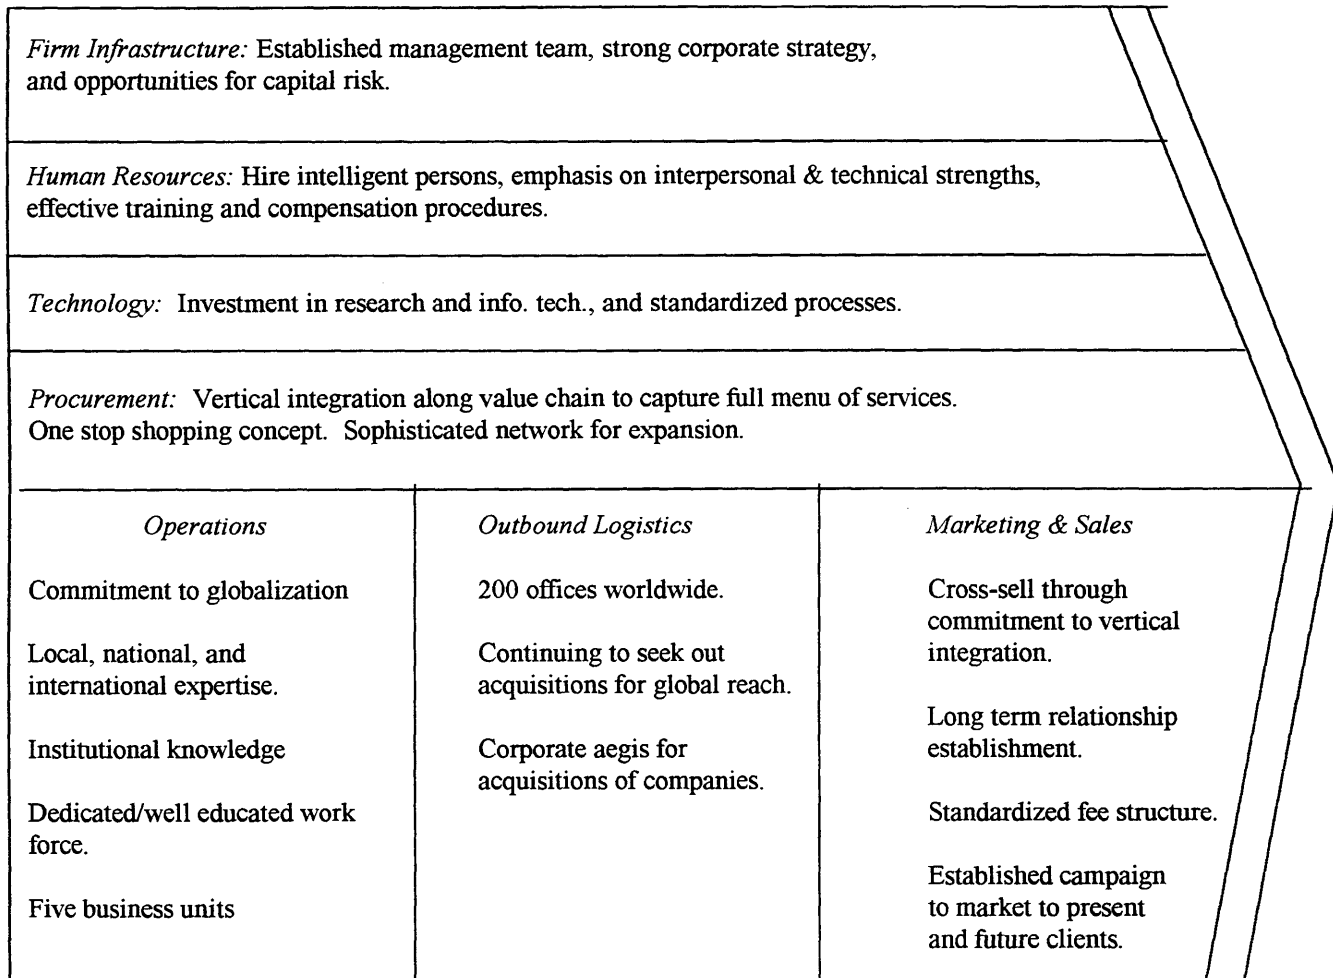 Firm Infrastructure: Established management team, strong corporate strategy,
and opportunities for capital risk.
Human Resources: Hire intelligent persons, emphasis on interpersonal & technical strengths,
effective training and compensation procedures.
Technology: Investment in research and info. tech., and standardized processes.
Procurement: Vertical integration along value chain to capture full menu of services.
One stop shopping concept. Sophisticated network for expansion.
Operations
Commitment to globalization
Local, national, and
international expertise.
Institutional knowledge
Dedicated/well educated work
force.
Five business units
Outbound Logistics
200 offices worldwide.
Continuing to seek out
acquisitions for global reach.
Corporate aegis for
acquisitions of companies.
Marketing & Sales
Cross-sell through
commitment to vertical
integration.
Long term relationship
establishment.
Standardized fee structure.
Established campaign
to market to present
and future clients.